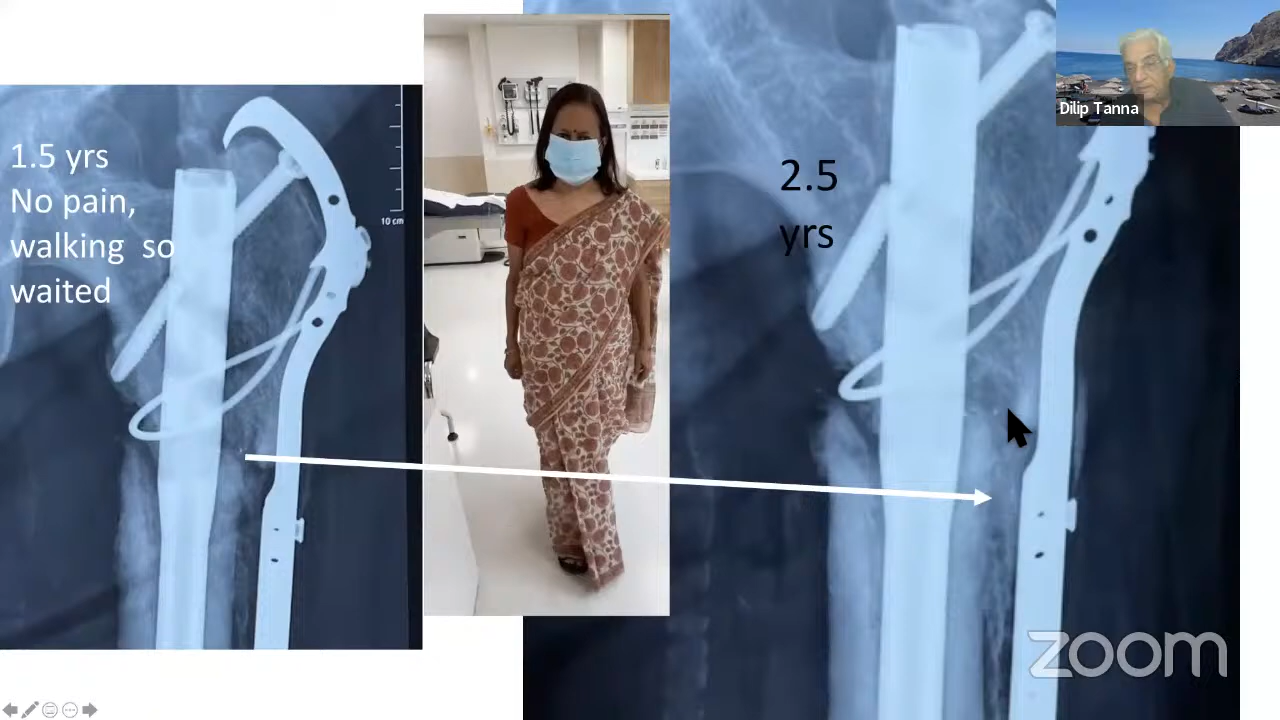 1.5 yrs
No pain,
walking so
waited
10 cm
2.5
yrs
Dilip Tanna
zoom